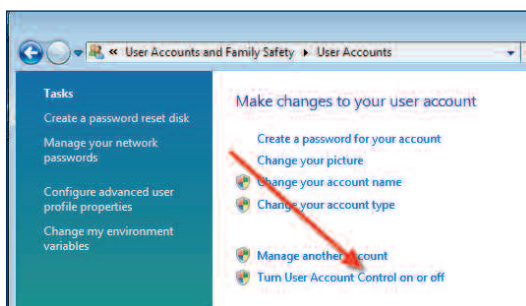 « User Accounts and Family Safety ▸ User Accounts
Tasks
Create a password reset disk
Manage your network
passwords
Configure advanced user
profile properties
Change my environment
variables
Make changes to your user account
Create a password for your account
Change your picture
Change your account name
Change your account type
Manage another account
Turn User Account Control on or off